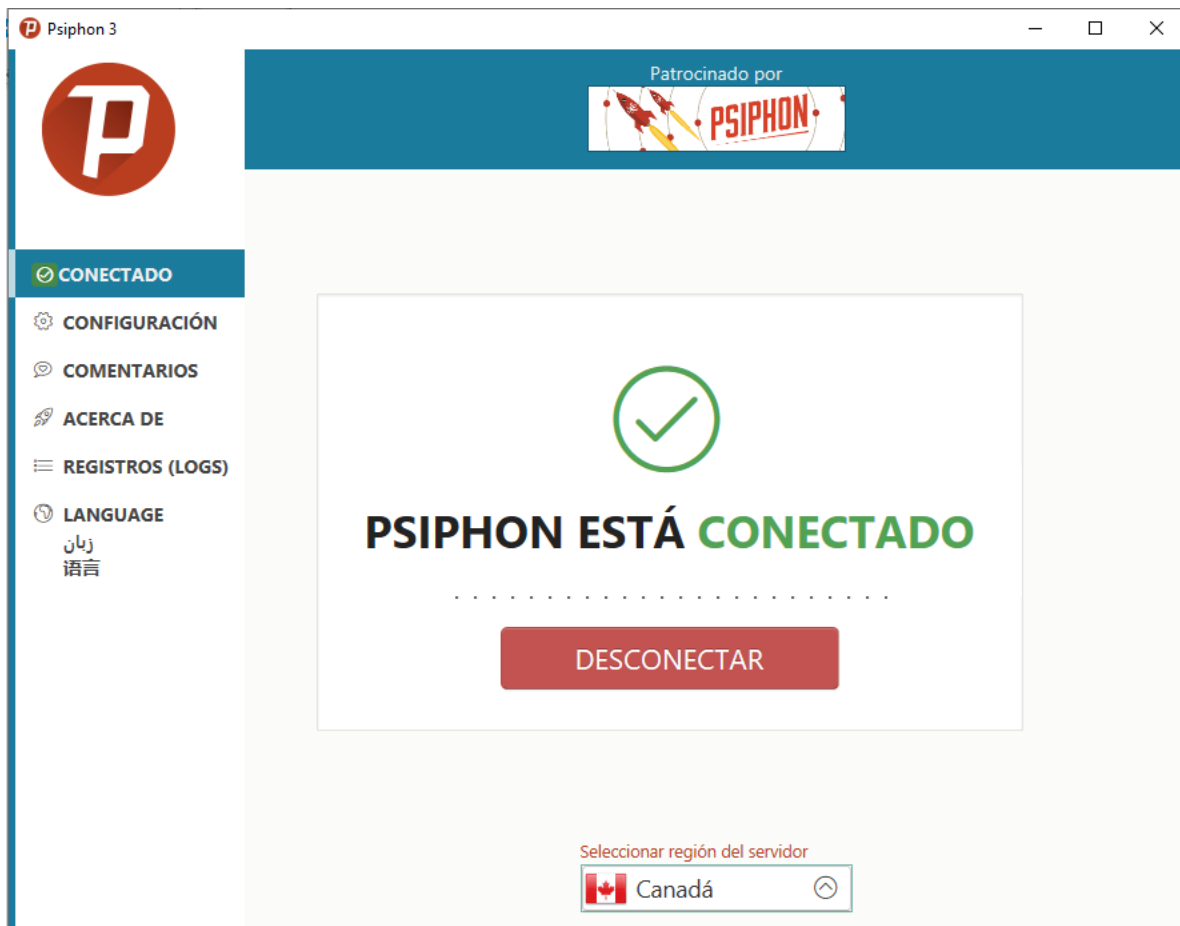 Psiphon 3
Patrocinado por
PSIPHON
CONECTADO
CONFIGURACIÓN
COMENTARIOS
ACERCA DE
REGISTROS (LOGS)
LANGUAGE
زبان
语言
PSIPHON ESTÁ CONECTADO
DESCONECTAR
Seleccionar región del servidor
Canadá